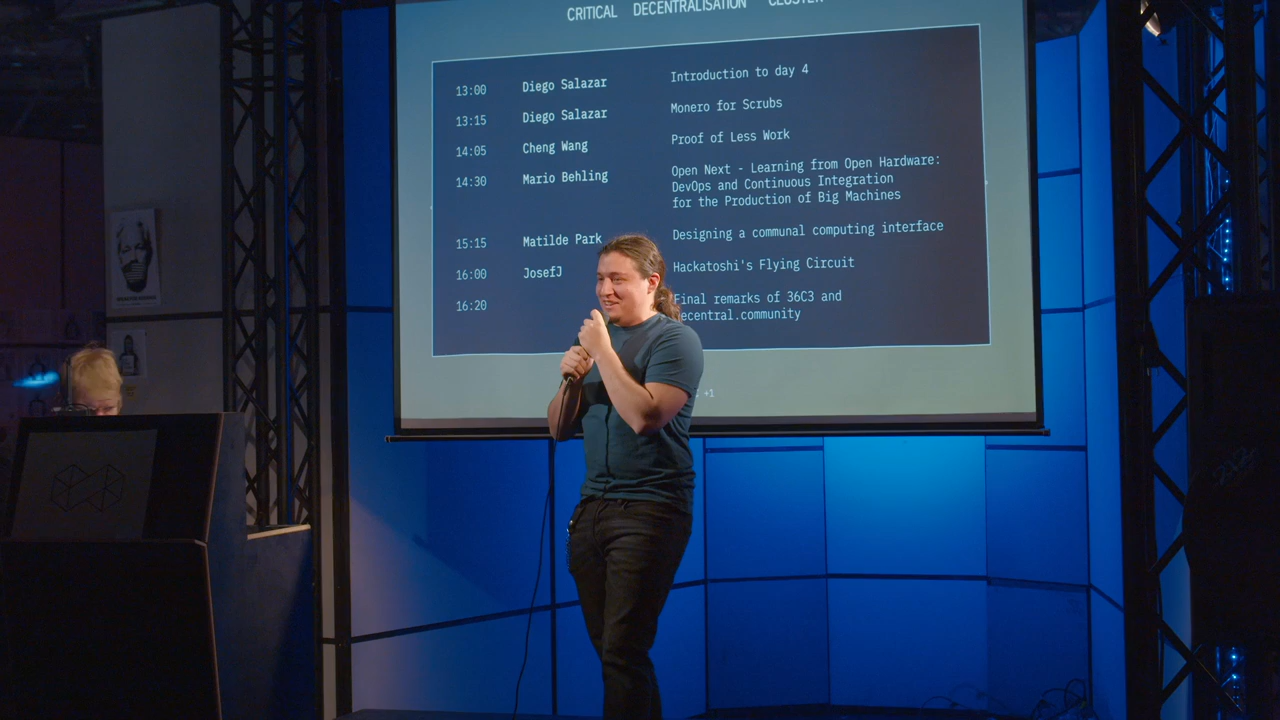 CRITICAL DECENTRALISATION CLUSTER
13:00 Diego Salazar Introduction to day 4
13:15 Diego Salazar Monero for Scrubs
14:05 Cheng Wang Proof of Less Work
14:30 Mario Behling Open Next - Learning from Open Hardware:
DevOps and Continuous Integration
for the Production of Big Machines
15:15 Matilde Park Designing a communal computing interface
16:00 JosefJ Hackatoshi's Flying Circuit
16:20 Final remarks of 36C3 and
decentral.community
+1